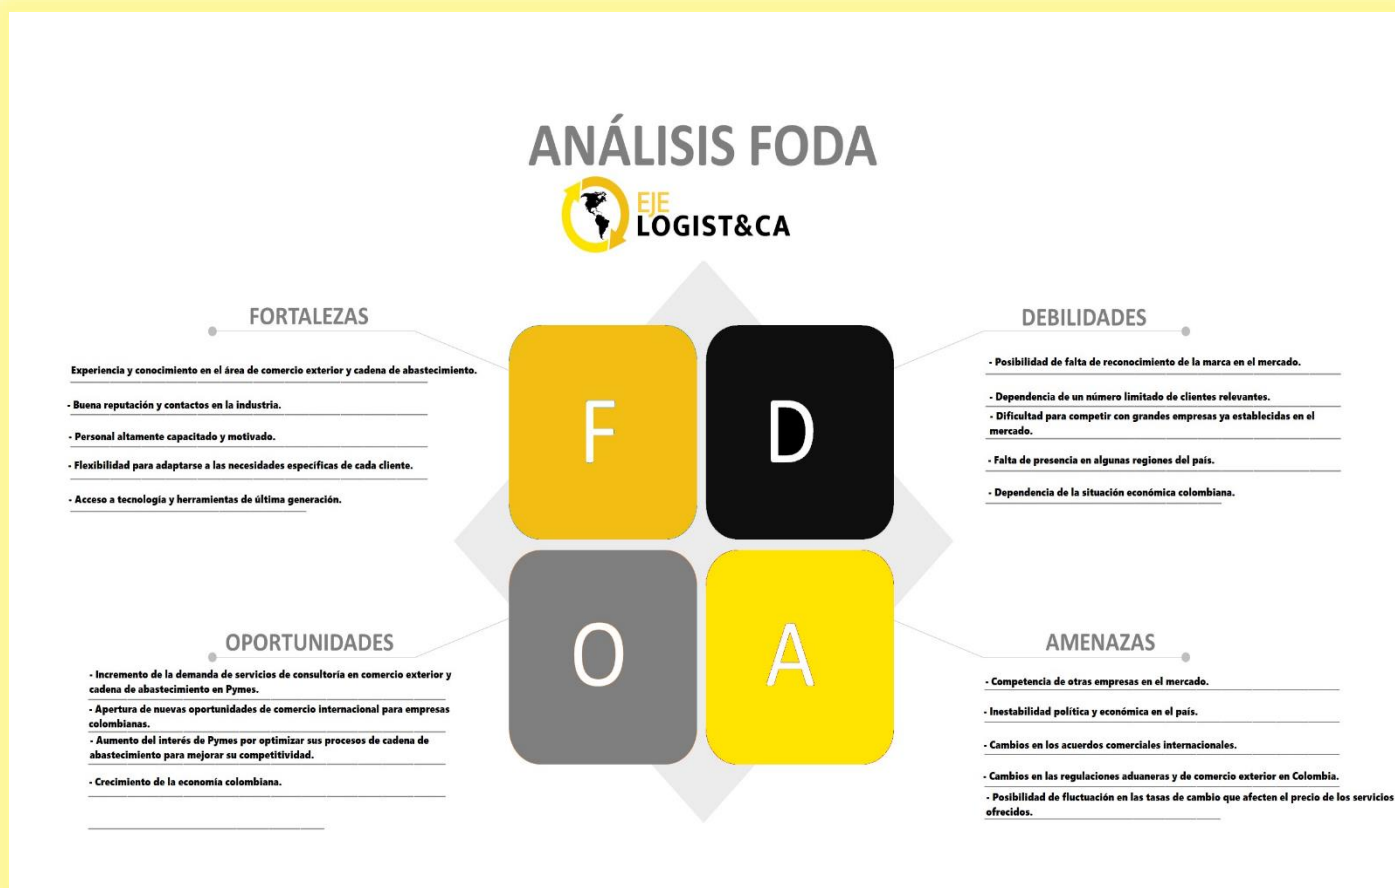 ANÁLISIS FODA
EJE
LOGIST&CA
FORTALEZAS
Experiencia y conocimiento en el área de comercio exterior y cadena de abastecimiento.
- Buena reputación y contactos en la industria.
- Personal altamente capacitado y motivado.
- Flexibilidad para adaptarse a las necesidades específicas de cada cliente.
- Acceso a tecnología y herramientas de última generación.
DEBILIDADES
- Posibilidad de falta de reconocimiento de la marca en el mercado.
- Dependencia de un número limitado de clientes relevantes.
- Dificultad para competir con grandes empresas ya establecidas en el
mercado.
- Falta de presencia en algunas regiones del país.
- Dependencia de la situación económica colombiana.
F
D
O
A
OPORTUNIDADES
- Incremento de la demanda de servicios de consultoría en comercio exterior y
cadena de abastecimiento en Pymes.
- Apertura de nuevas oportunidades de comercio internacional para empresas
colombianas.
- Aumento del interés de Pymes por optimizar sus procesos de cadena de
abastecimiento para mejorar su competitividad.
- Crecimiento de la economía colombiana.
AMENAZAS
- Competencia de otras empresas en el mercado.
- Inestabilidad política y económica en el país.
- Cambios en los acuerdos comerciales internacionales.
- Cambios en las regulaciones aduaneras y de comercio exterior en Colombia.
- Posibilidad de fluctuación en las tasas de cambio que afecten el precio de los servicios
ofrecidos.